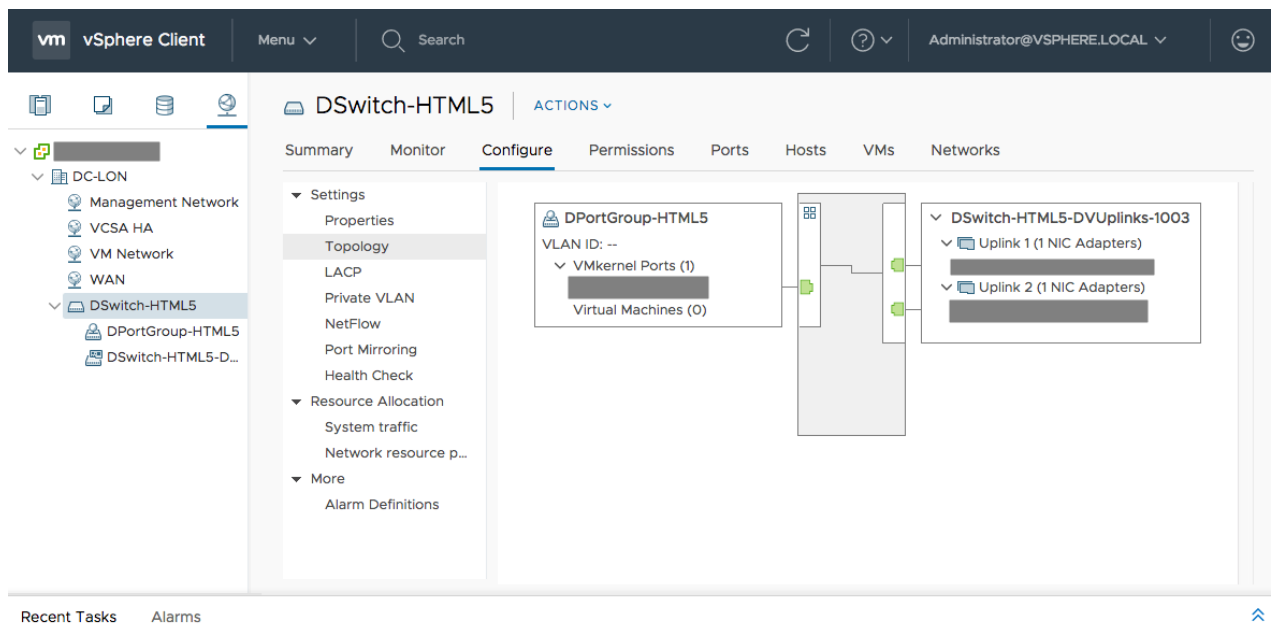 vm vSphere Client Menu Search Administrator@VSPHERE.LOCAL
DSwitch-HTML5 ACTIONS
Summary Monitor Configure Permissions Ports Hosts VMs Networks
DC-LON
Management Network
VCSA HA
VM Network
WAN
DSwitch-HTML5
DPortGroup-HTML5
DSwitch-HTML5-D...
Settings
Properties
Topology
LACP
Private VLAN
NetFlow
Port Mirroring
Health Check
Resource Allocation
System traffic
Network resource p...
More
Alarm Definitions
DPortGroup-HTML5
VLAN ID: --
VMkernel Ports (1)
Virtual Machines (0)
DSwitch-HTML5-DVUplinks-1003
Uplink 1 (1 NIC Adapters)
Uplink 2 (1 NIC Adapters)
Recent Tasks Alarms